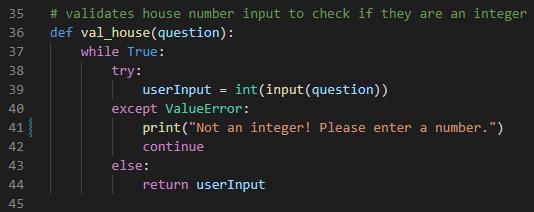 35 # validates house number input to check if they are an integer
36 def val_house(question):
37     while True:
38         try:
39             userInput = int(input(question))
40         except ValueError:
41             print("Not an integer! Please enter a number.")
42             continue
43         else:
44             return userInput
45